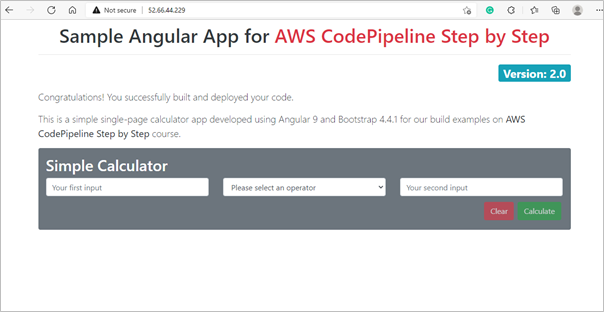 Not secure | 52.66.44.229
Sample Angular App for AWS CodePipeline Step by Step
Version: 2.0
Congratulations! You successfully built and deployed your code.
This is a simple single-page calculator app developed using Angular 9 and Bootstrap 4.4.1 for our build examples on AWS
CodePipeline Step by Step course.
Simple Calculator
Your first input Please select an operator Your second input
Clear Calculate